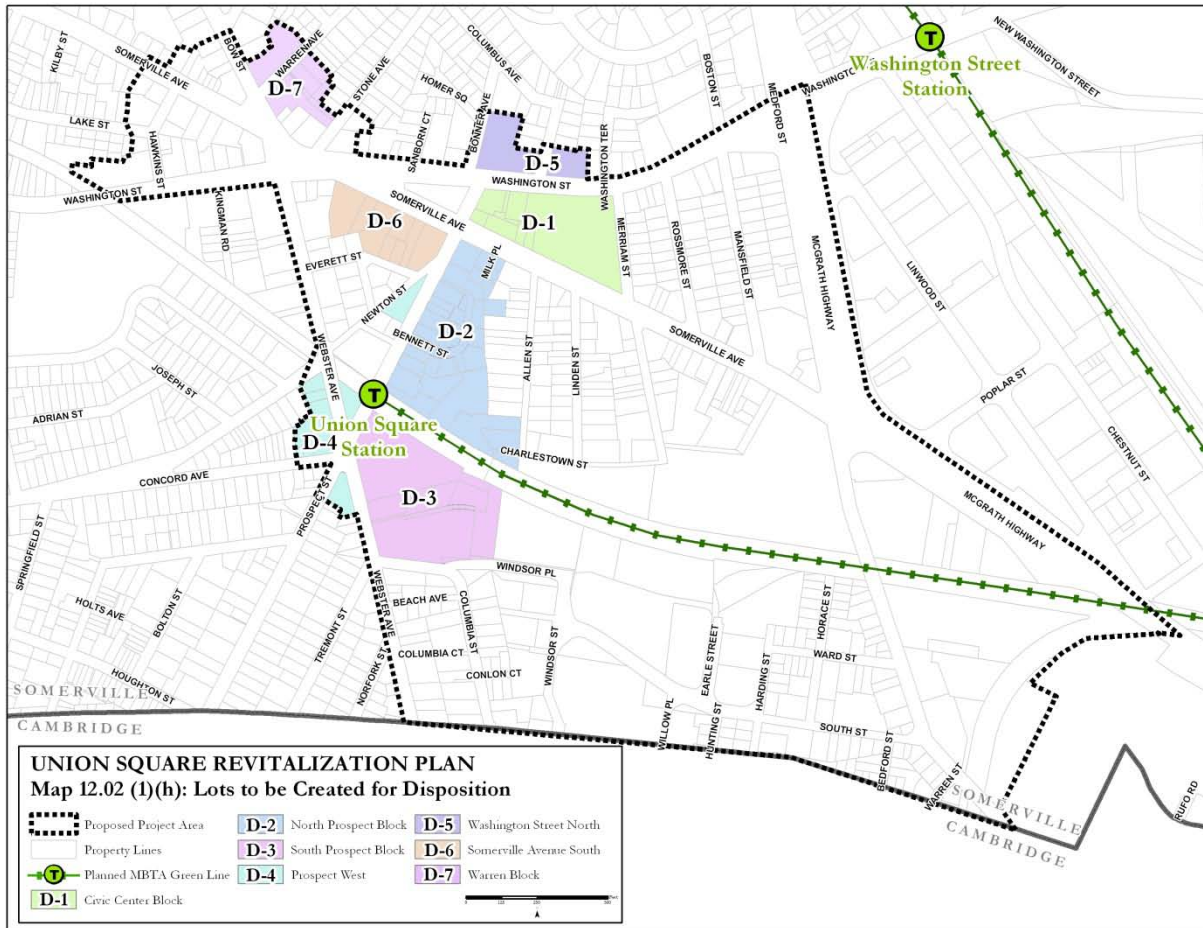 KILBY ST
SOMERVILLE AVE
BOW ST
WARREN AVE
STONE AVE
COLUMBUS AVE
HOMER SQ
BONNER AVE
SANBORN CT
BOSTON ST
MEDFORD ST
WASHINGTON
T
Washington Street
Station
NEW WASHINGTON STREET
D-7
LAKE ST
HAWKINS ST
WASHINGTON ST
KINGMAN RD
D-5
WASHINGTON ST
WASHINGTON TER
SOMERVILLE AVE
D-6
D-1
EVERETT ST
MILK PL
MERRIAM ST
ROSSMORE ST
MANSFIELD ST
MCGRATH HIGHWAY
LINWOOD ST
NEWTON ST
BENNETT ST
D-2
SOMERVILLE AVE
WEBSTER AVE
JOSEPH ST
ALLEN ST
LINDEN ST
POPLAR ST
CHESTNUT ST
ADRIAN ST
T
Union Square
Station
D-4
CHARLESTOWN ST
CONCORD AVE
PROSPECT ST
D-3
MCGRATH HIGHWAY
SPRINGFIELD ST
HOLTS AVE
BOLTON ST
TREMONT ST
WEBSTER AVE
WINDSOR PL
BEACH AVE
COLUMBIA ST
COLUMBIA CT
CONLON CT
WINDSOR ST
NORFORK ST
HOUGHTON ST
EARLE STREET
HORACE ST
WARD ST
HARDING ST
WILLOW PL
HUNTING ST
SOUTH ST
BEDFORD ST
WARREN ST
RUFO RD
SOMERVILLE
CAMBRIDGE
SOMERVILLE
CAMBRIDGE
UNION SQUARE REVITALIZATION PLAN
Map 12.02 (1)(h): Lots to be Created for Disposition
Proposed Project Area
Property Lines
T Planned MBTA Green Line
D-1 Civic Center Block
D-2 North Prospect Block
D-3 South Prospect Block
D-4 Prospect West
D-5 Washington Street North
D-6 Somerville Avenue South
D-7 Warren Block